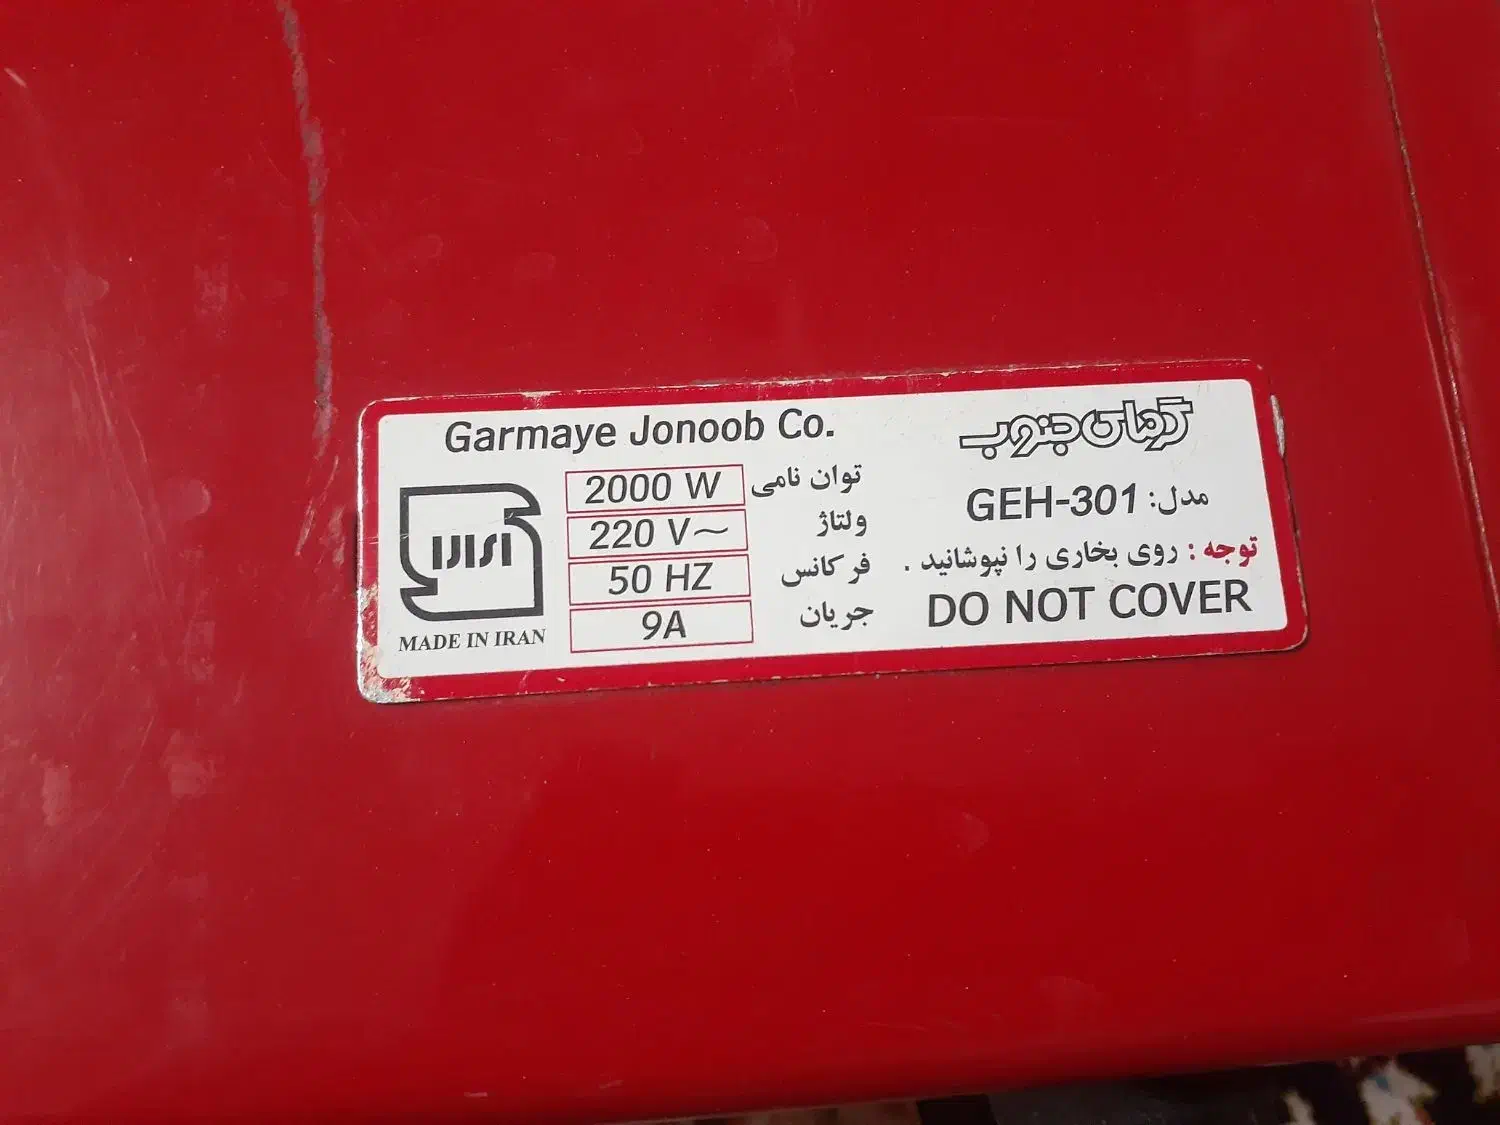 Garmaye Jonoob Co.
گرمای جنوب
توان نامی 2000 W
ولتاژ 220 V~
فرکانس 50 HZ
جریان 9A
آرارا
MADE IN IRAN
مدل: GEH-301
توجه : روی بخاری را نپوشانید .
DO NOT COVER